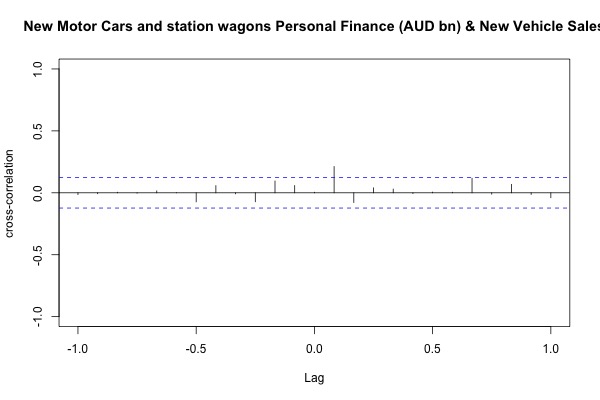 New Motor Cars and station wagons Personal Finance (AUD bn) & New Vehicle Sales
cross-correlation
1.0
0.5
0.0
-0.5
-1.0
-1.0 -0.5 0.0 0.5 1.0
Lag